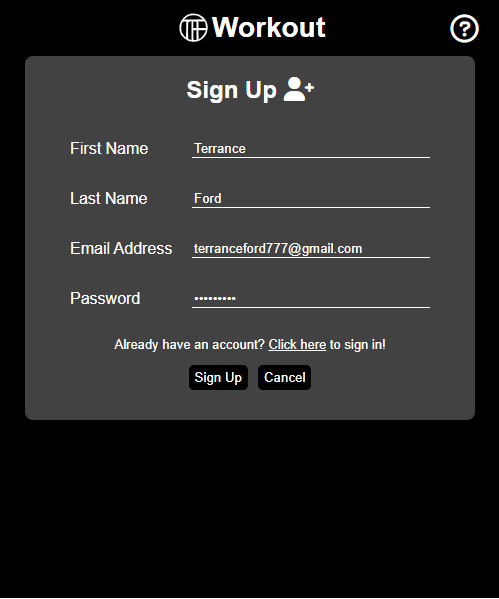 TFF Workout
?
Sign Up
First Name Terrance
Last Name Ford
Email Address terranceford777@gmail.com
Password •••••••••
Already have an account? Click here to sign in!
Sign Up Cancel